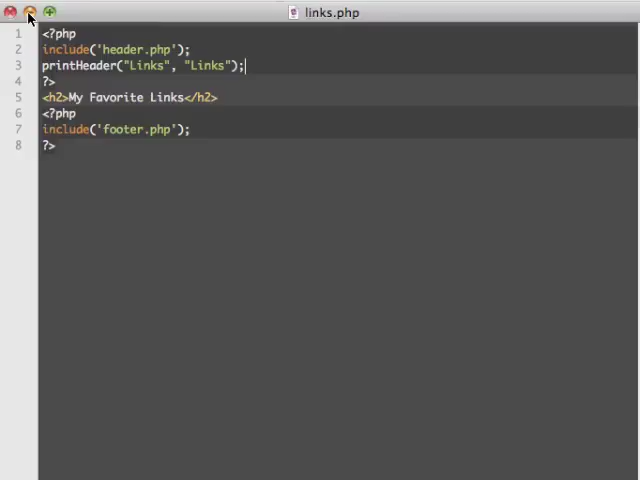 links.php
1 <?php
2 include('header.php');
3 printHeader("Links", "Links");
4 ?>
5 <h2>My Favorite Links</h2>
6 <?php
7 include('footer.php');
8 ?>